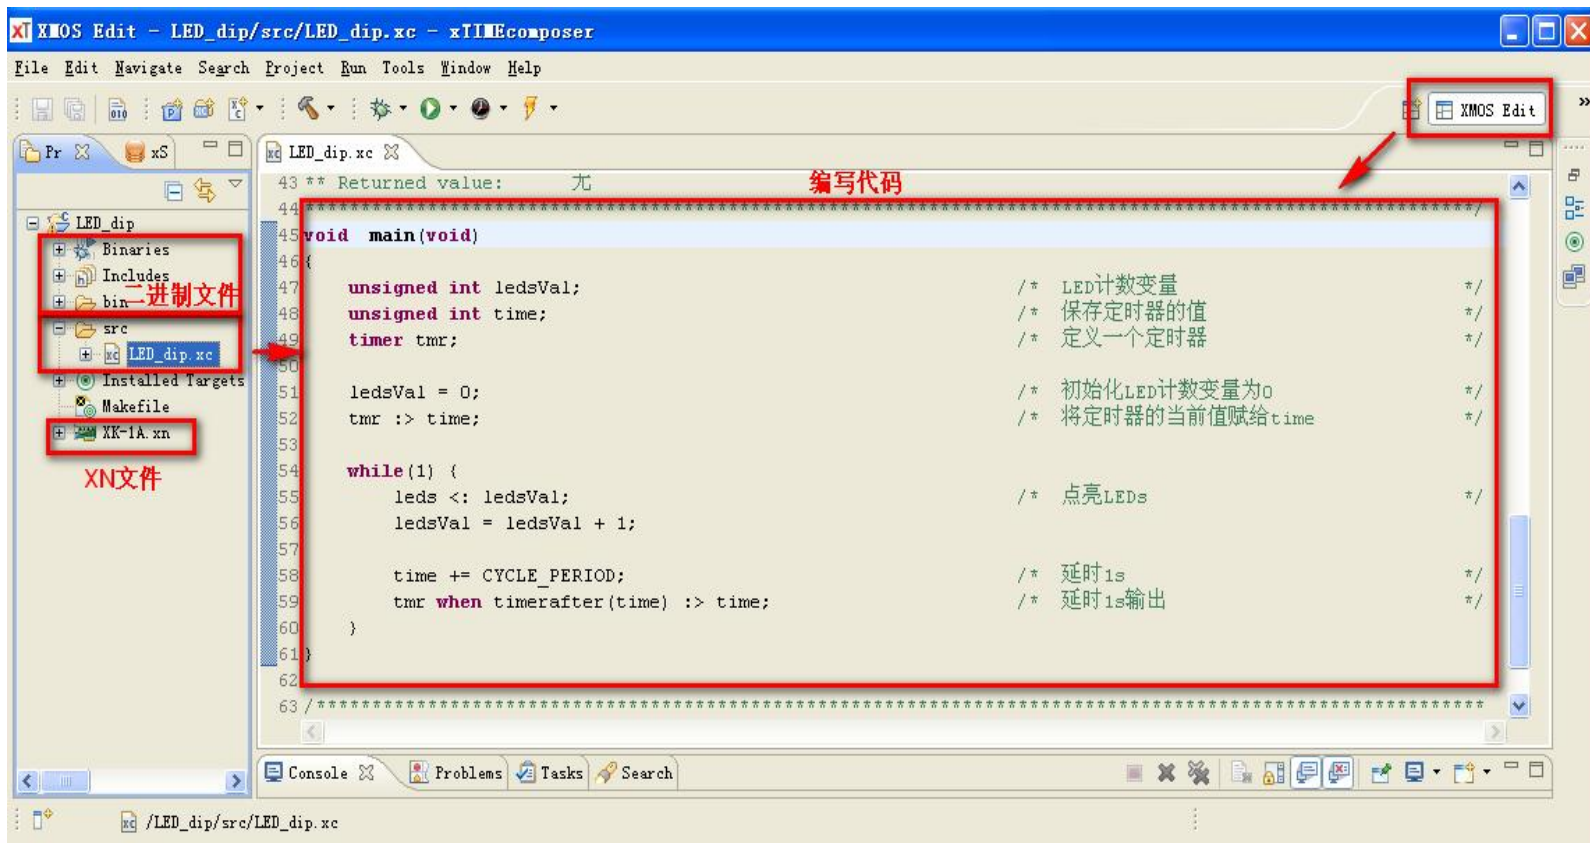 XMOS Edit - LED_dip/src/LED_dip.xc - xTIMEcomposer
File Edit Navigate Search Project Run Tools Window Help
XMOS Edit
Pr
xS
LED_dip.xc
LED_dip
Binaries
Includes
bin
二进制文件
src
LED_dip.xc
Installed Targets
Makefile
XK-1A.xn
XN文件
编写代码
43 ** Returned value: 无
44 *******************************************************************************************************/
45 void main(void)
46 {
47 unsigned int ledsVal; /* LED计数变量 */
48 unsigned int time; /* 保存定时器的值 */
49 timer tmr; /* 定义一个定时器 */
50
51 ledsVal = 0; /* 初始化LED计数变量为0 */
52 tmr :> time; /* 将定时器的当前值赋给time */
53
54 while(1) {
55 leds <: ledsVal; /* 点亮LEDs */
56 ledsVal = ledsVal + 1;
57
58 time += CYCLE_PERIOD; /* 延时1s */
59 tmr when timerafter(time) :> time; /* 延时1s输出 */
60 }
61 }
62
63 /*******************************************************************************************************
Console Problems Tasks Search
/LED_dip/src/LED_dip.xc